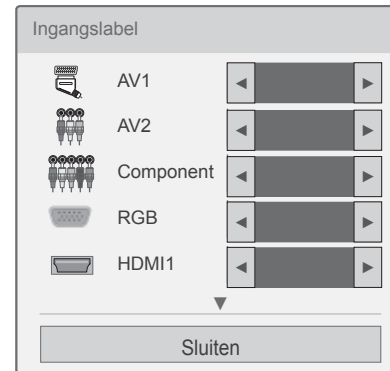 Ingangslabel
AV1
AV2
Component
RGB
HDMI1
Sluiten